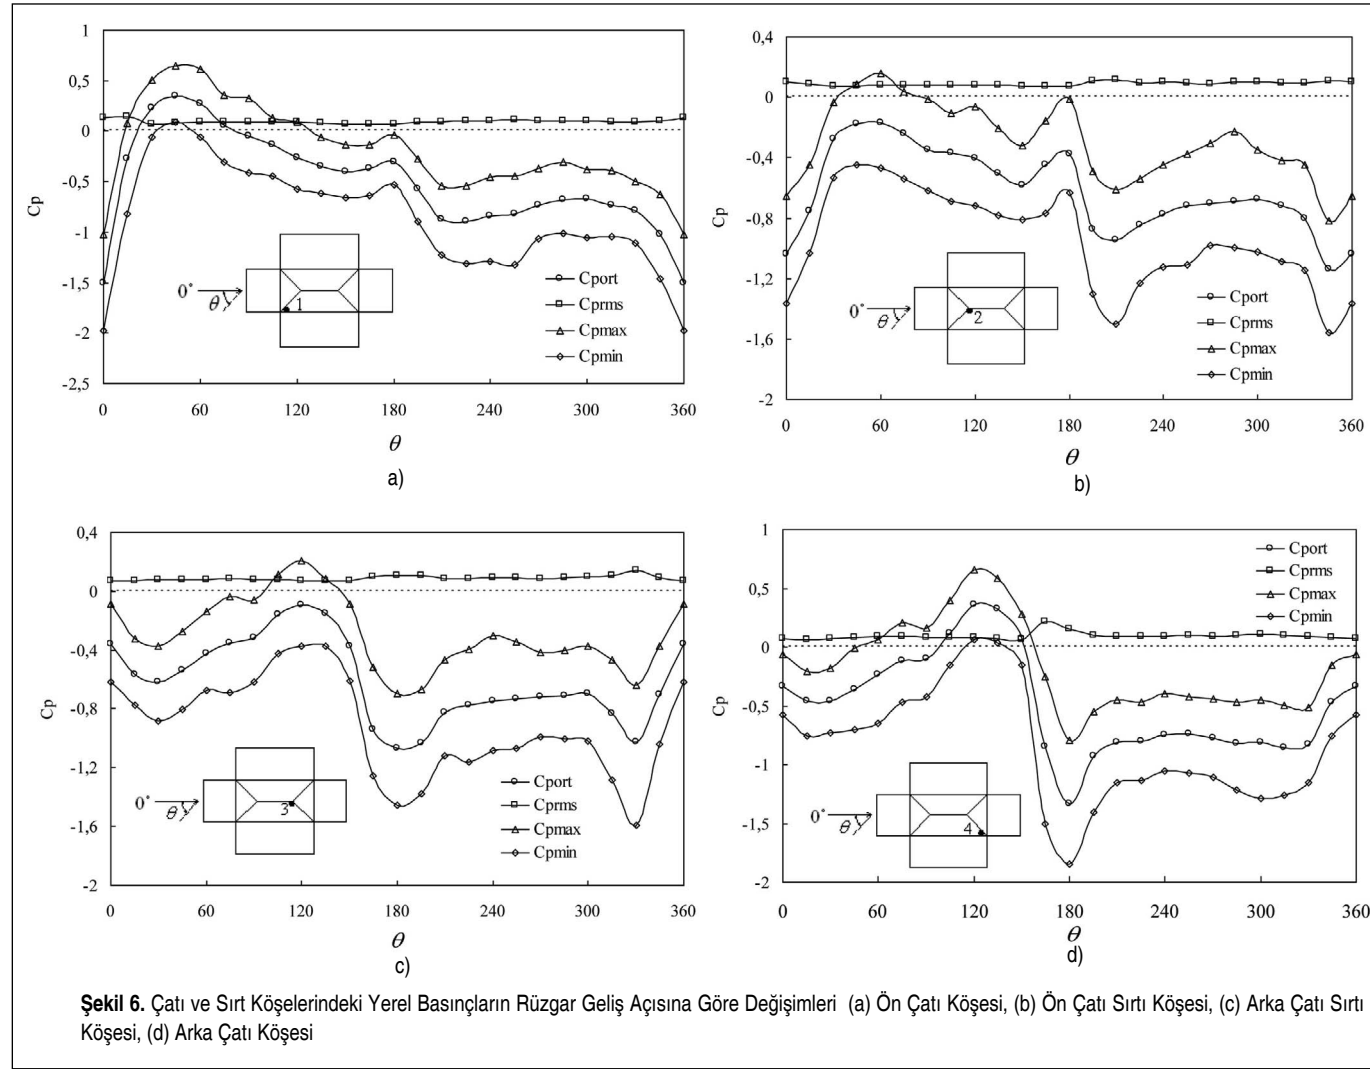 1
0,5
0
-0,5
-1
-1,5
-2
-2,5
Cp
0 60 120 180 240 300 360
θ
0° θ 1
Cport
Cprms
Cpmax
Cpmin
a)
0,4
0
-0,4
-0,8
-1,2
-1,6
-2
Cp
0 60 120 180 240 300 360
θ
0° θ 2
Cport
Cprms
Cpmax
Cpmin
b)
0,4
0
-0,4
-0,8
-1,2
-1,6
-2
Cp
0 60 120 180 240 300 360
θ
0° θ 3
Cport
Cprms
Cpmax
Cpmin
c)
1
0,5
0
-0,5
-1
-1,5
-2
Cp
0 60 120 180 240 300 360
θ
0° θ 4
Cport
Cprms
Cpmax
Cpmin
d)
Şekil 6. Çatı ve Sırt Köşelerindeki Yerel Basınçların Rüzgar Geliş Açısına Göre Değişimleri (a) Ön Çatı Köşesi, (b) Ön Çatı Sırtı Köşesi, (c) Arka Çatı Sırtı
Köşesi, (d) Arka Çatı Köşesi